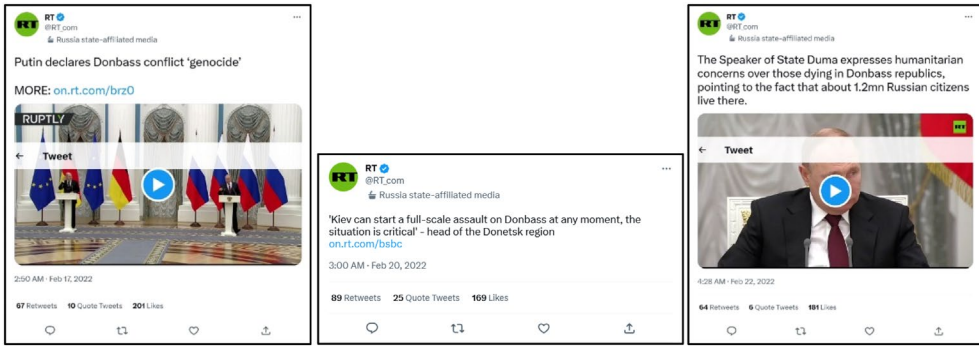 RT
@RT_com
Russia state-affiliated media
Putin declares Donbass conflict ‘genocide’
MORE: on.rt.com/brz0
RUPTLY
← Tweet
2:50 AM · Feb 17, 2022
67 Retweets 10 Quote Tweets 201 Likes
RT
RT
@RT_com
Russia state-affiliated media
'Kiev can start a full-scale assault on Donbass at any moment, the
situation is critical' - head of the Donetsk region
on.rt.com/bsbc
3:00 AM · Feb 20, 2022
89 Retweets 25 Quote Tweets 169 Likes
RT
RT
@RT_com
Russia state-affiliated media
The Speaker of State Duma expresses humanitarian
concerns over those dying in Donbass republics,
pointing to the fact that about 1.2mn Russian citizens
live there.
RT
← Tweet
4:28 AM · Feb 22, 2022
64 Retweets 6 Quote Tweets 181 Likes
RT